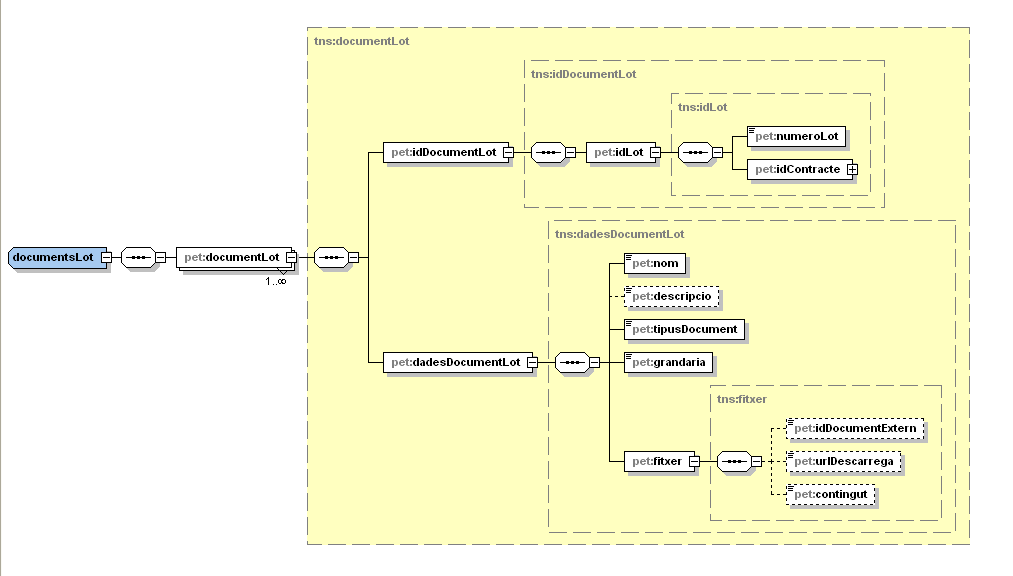 tns:documentLot
tns:idDocumentLot
tns:idLot
pet:numeroLot
pet:idDocumentLot
pet:idLot
pet:idContracte
tns:dadesDocumentLot
documentsLot
pet:documentLot
1..∞
pet:nom
pet:descripcio
pet:tipusDocument
pet:dadesDocumentLot
pet:grandaria
tns:fitxer
pet:idDocumentExtern
pet:fitxer
pet:urlDescarrega
pet:contingut